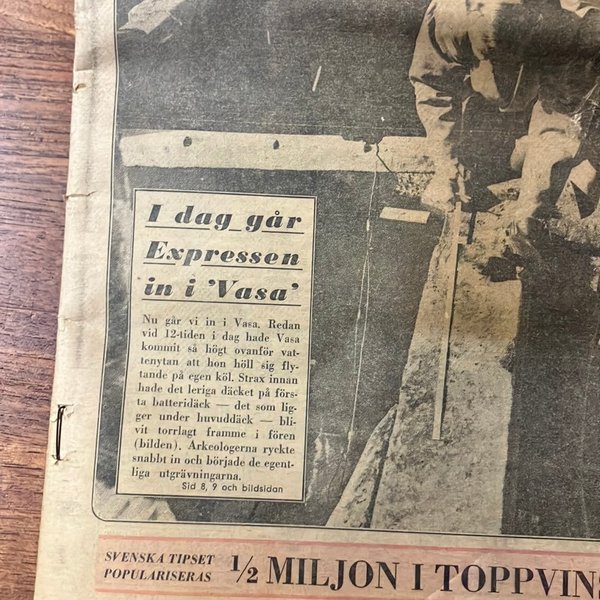 I dag går
Expressen
in i 'Vasa'
Nu går vi in i Vasa. Redan
vid 12-tiden i dag hade Vasa
kommit så högt ovanför vat-
tenytan att hon höll sig fly-
tande på egen köl. Strax innan
hade det leriga däcket på förs-
ta batteridäck — det som lig-
ger under huvuddäck — bli-
vit torrlagt framme i fören
(bilden). Arkeologerna ryckte
snabbt in och började de egent-
liga utgrävningarna.
Sid 8, 9 och bildsidan
SVENSKA TIPSET
POPULARISERAS
½ MILJON I TOPPVINS